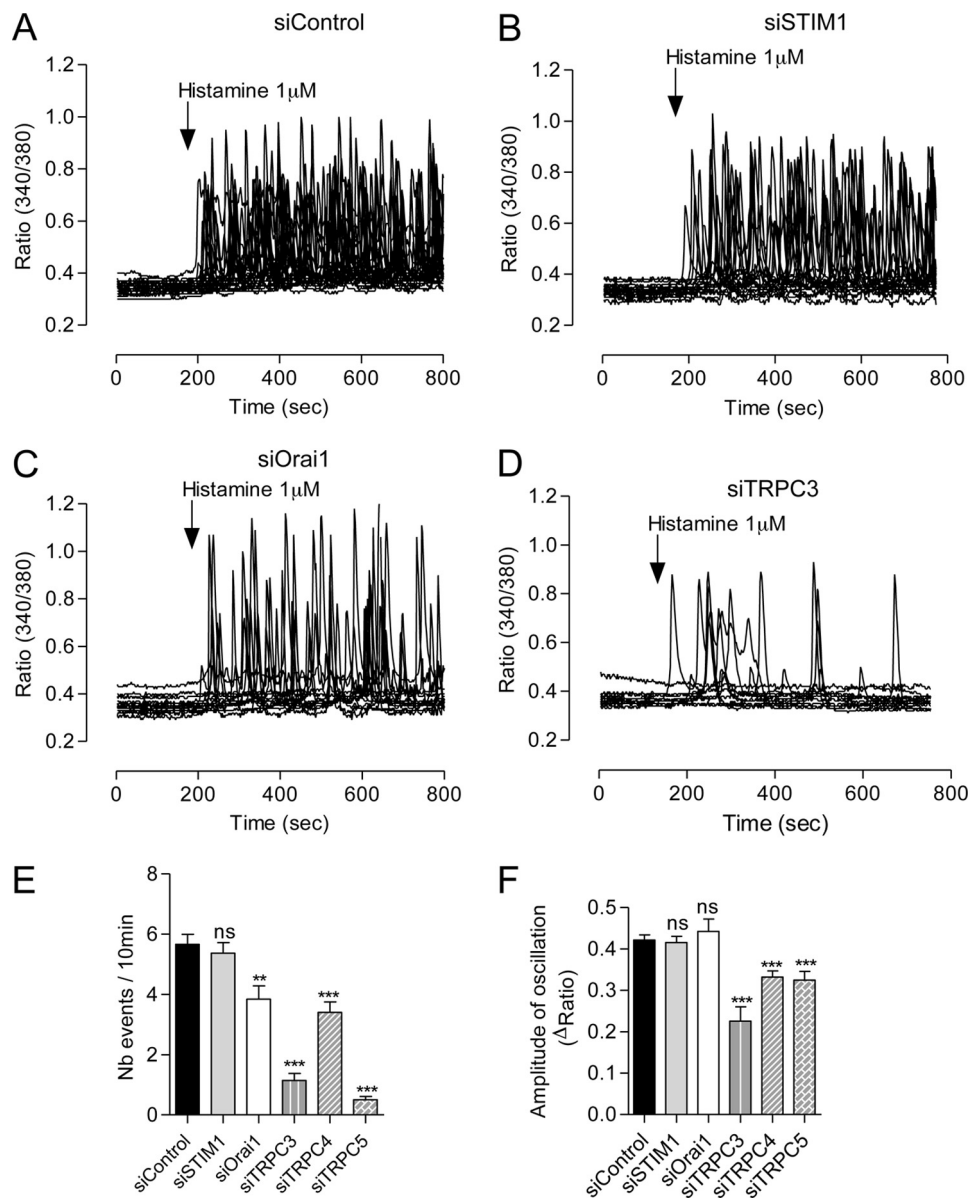 A
siControl
Histamine 1µM
Ratio (340/380)
1.2
1.0
0.8
0.6
0.4
0.2
0 200 400 600 800
Time (sec)
B
siSTIM1
Histamine 1µM
Ratio (340/380)
1.2
1.0
0.8
0.6
0.4
0.2
0 200 400 600 800
Time (sec)
C
siOrai1
Histamine 1µM
Ratio (340/380)
1.2
1.0
0.8
0.6
0.4
0.2
0 200 400 600 800
Time (sec)
D
siTRPC3
Histamine 1µM
Ratio (340/380)
1.2
1.0
0.8
0.6
0.4
0.2
0 200 400 600 800
Time (sec)
E
Nb events / 10min
8
6
4
2
0
ns
**
***
***
***
siControl
siSTIM1
siOrai1
siTRPC3
siTRPC4
siTRPC5
F
Amplitude of oscillation
(ΔRatio)
0.5
0.4
0.3
0.2
0.1
0.0
ns
ns
***
***
***
siControl
siSTIM1
siOrai1
siTRPC3
siTRPC4
siTRPC5